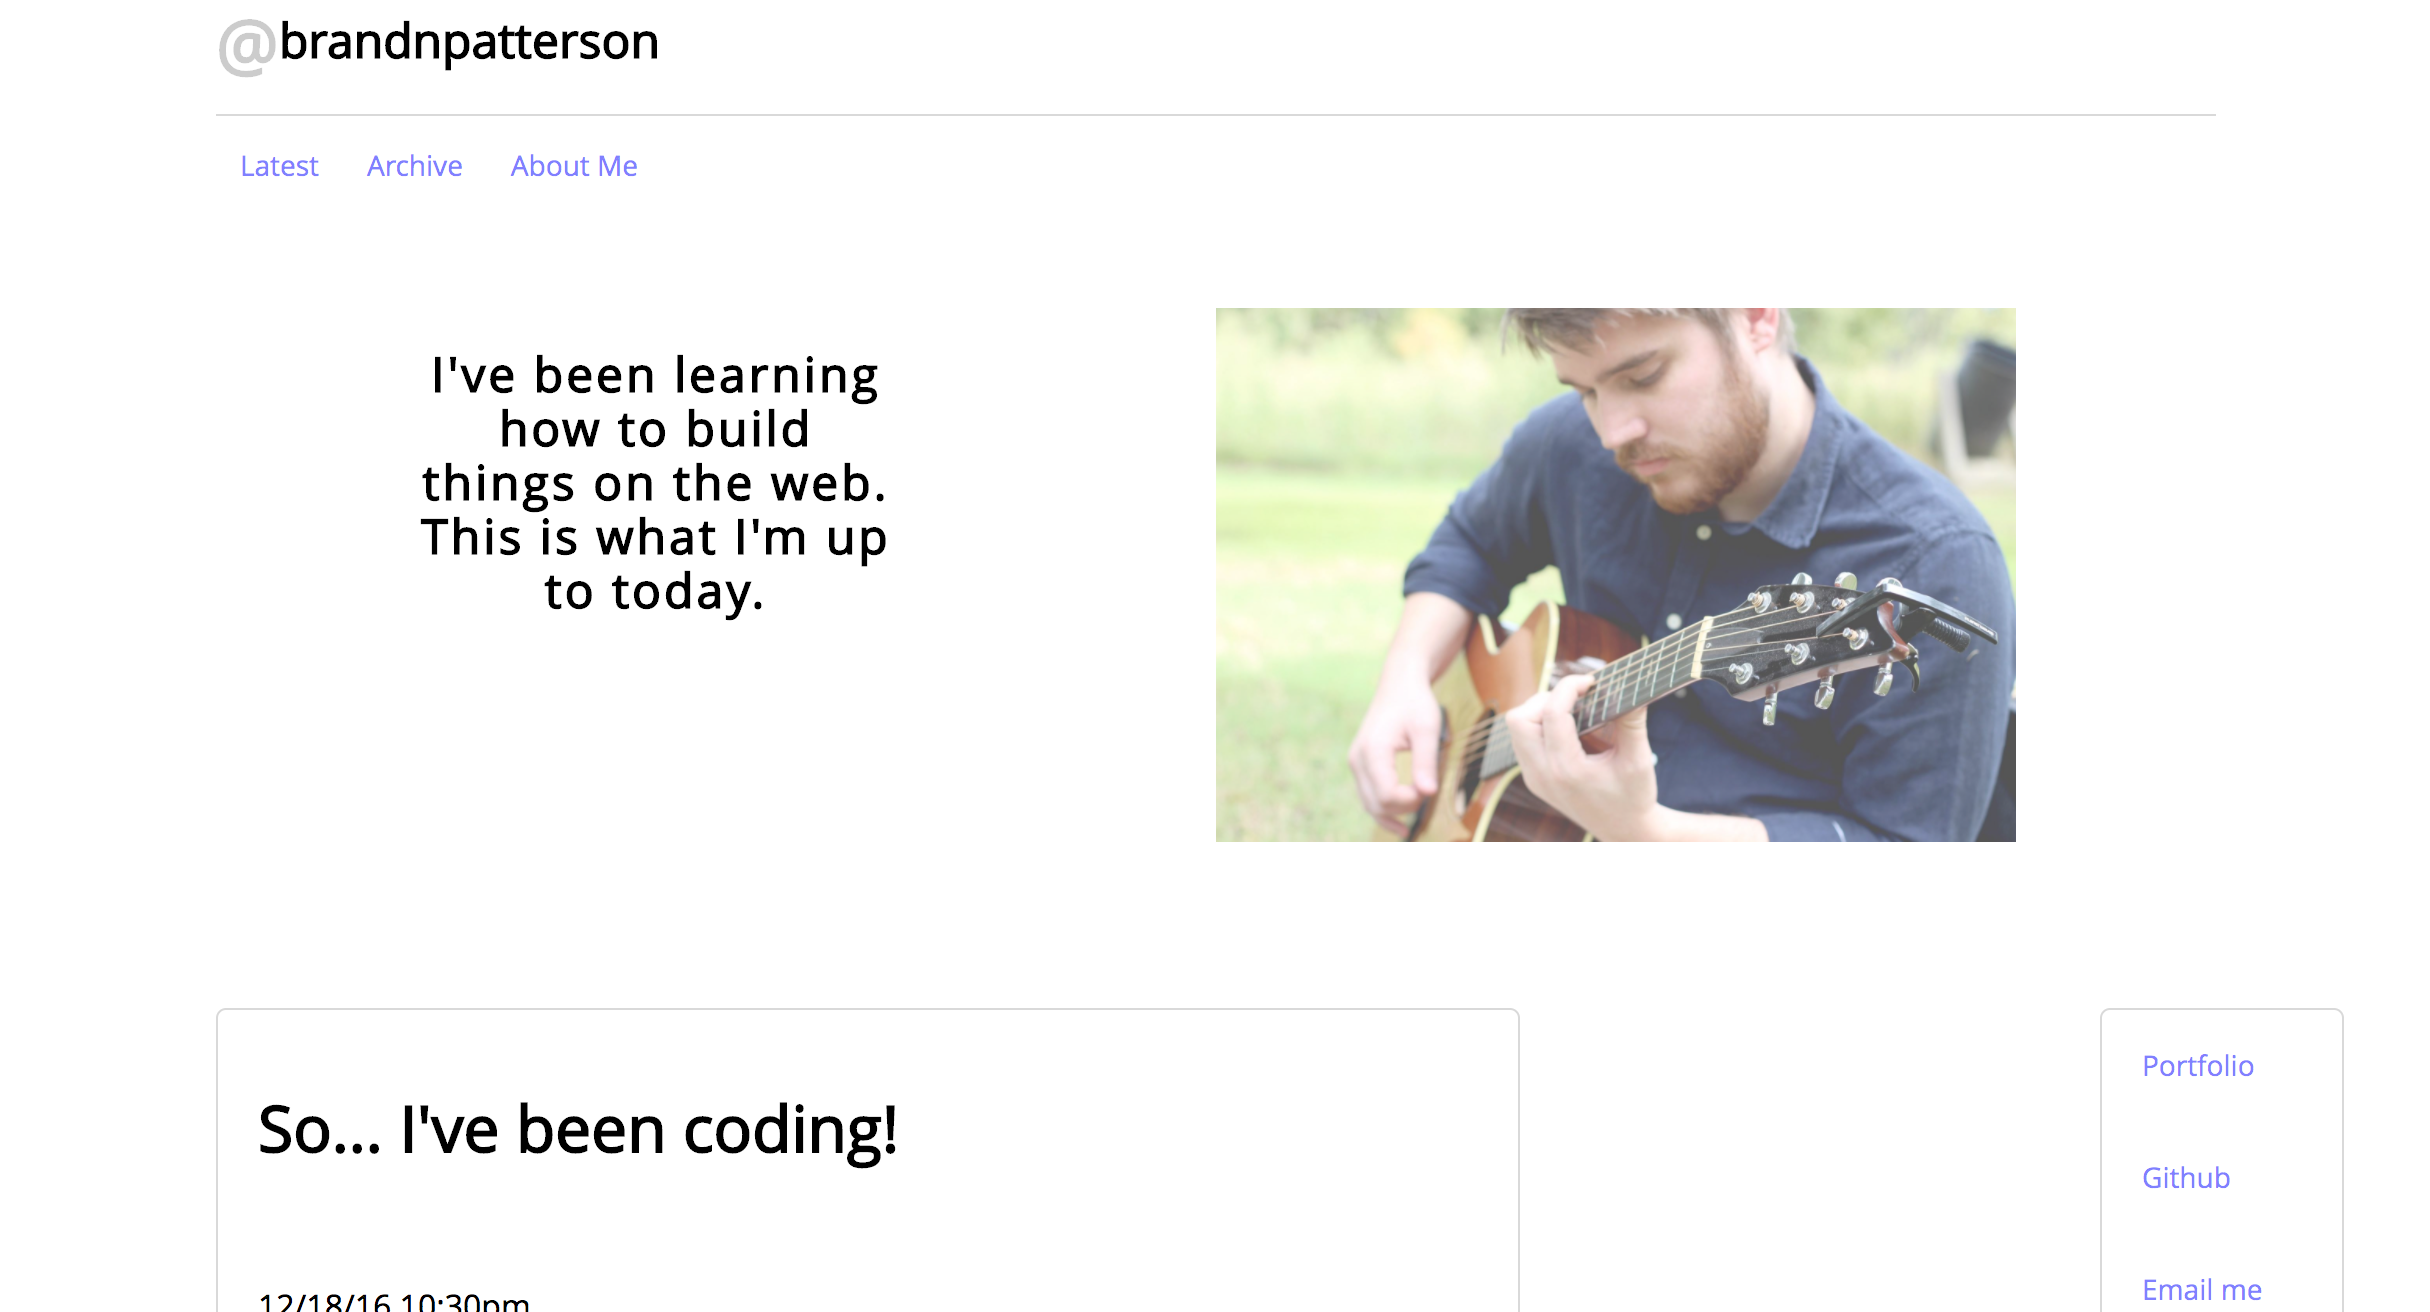 @brandnpatterson
Latest Archive About Me
I've been learning
how to build
things on the web.
This is what I'm up
to today.
So... I've been coding!
12/18/16 10:30pm
Portfolio
Github
Email me